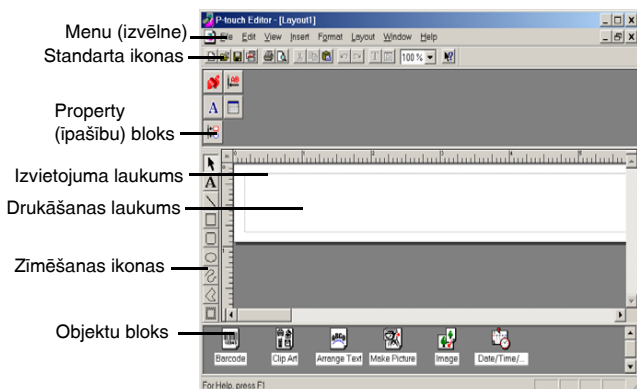 P-touch Editor - [Layout1]
Menu (izvēlne)
File Edit View Insert Format Layout Window Help
Standarta ikonas
100 %
A
Property
(īpašību) bloks
Izvietojuma laukums
A
Drukāšanas laukums
Zīmēšanas ikonas
Objektu bloks
Barcode Clip Art Arrange Text Make Picture Image Date/Time/...
For Help, press F1